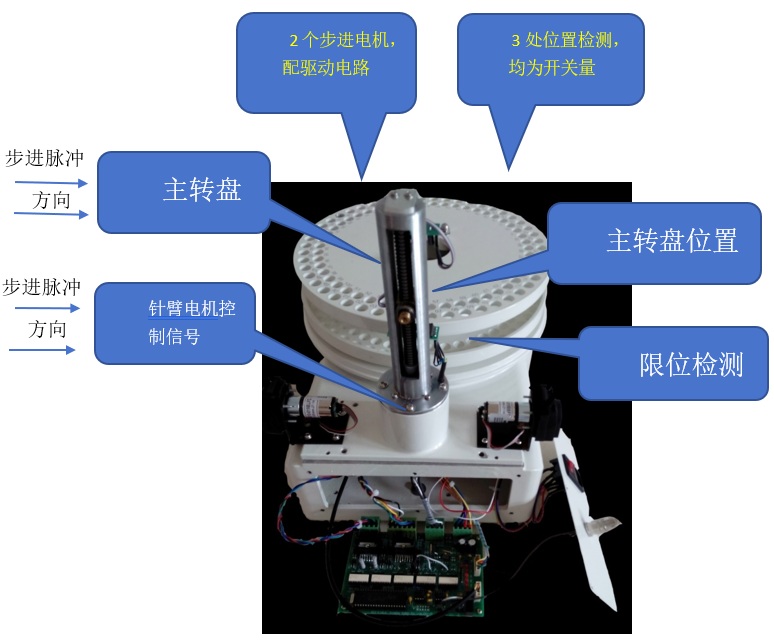 2 个步进电机，
配驱动电路
3 处位置检测，
均为开关量
步进脉冲
方向
主转盘
主转盘位置
步进脉冲
方向
针臂电机控
制信号
限位检测